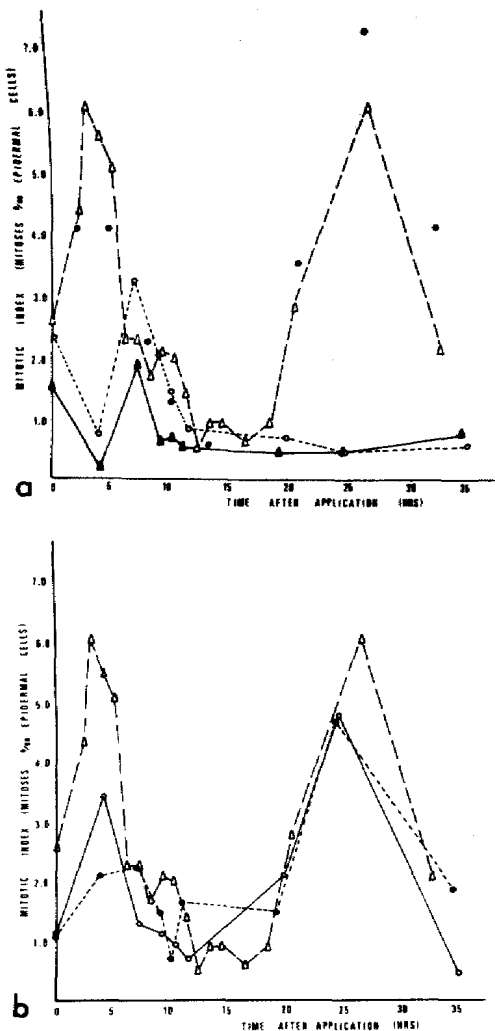 7.0
6.0
5.0
4.0
3.0
2.0
1.0
MITOTIC INDEX (MITOSES ‰ EPIDERMAL CELLS)
0 5 10 15 20 25 30 35
TIME AFTER APPLICATION (HRS)
a
7.0
6.0
5.0
4.0
3.0
2.0
1.0
MITOTIC INDEX (MITOSES ‰ EPIDERMAL CELLS)
0 5 10 15 20 25 30 35
TIME AFTER APPLICATION (HRS)
b